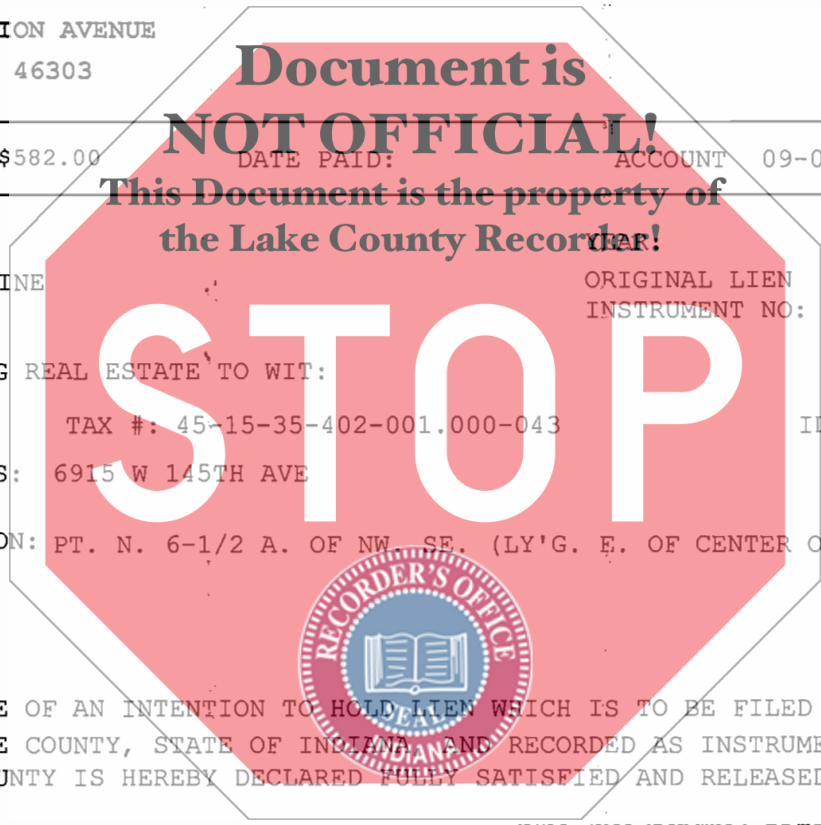 ION AVENUE
46303
Document is
NOT OFFICIAL!
$582.00 DATE PAID: ACCOUNT 09-0
This Document is the property of
the Lake County Recorder!
YEAR:
INE ORIGINAL LIEN
INSTRUMENT NO:
STOP
G REAL ESTATE TO WIT:
TAX #: 45-15-35-402-001.000-043 ID
S: 6915 W 145TH AVE
ON: PT. N. 6-1/2 A. OF NW. SE. (LY'G. E. OF CENTER O
RECORDER'S OFFICE
SEAL
INDIANA
E OF AN INTENTION TO HOLD LIEN WHICH IS TO BE FILED
E COUNTY, STATE OF INDIANA, AND RECORDED AS INSTRUME
UNTY IS HEREBY DECLARED FULLY SATISFIED AND RELEASED